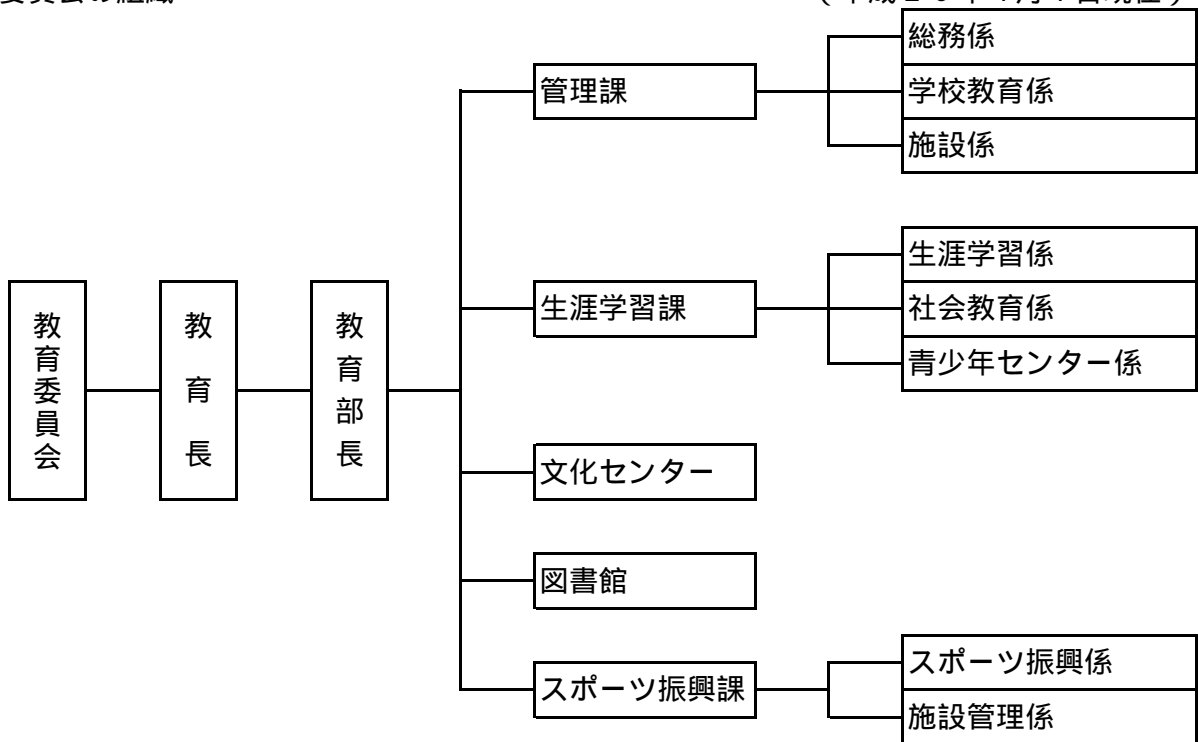 総務係
管理課
学校教育係
施設係
生涯学習係
生涯学習課
社会教育係
青少年センター係
教育委員会
教育長
教育部長
文化センター
図書館
スポーツ振興係
スポーツ振興課
施設管理係